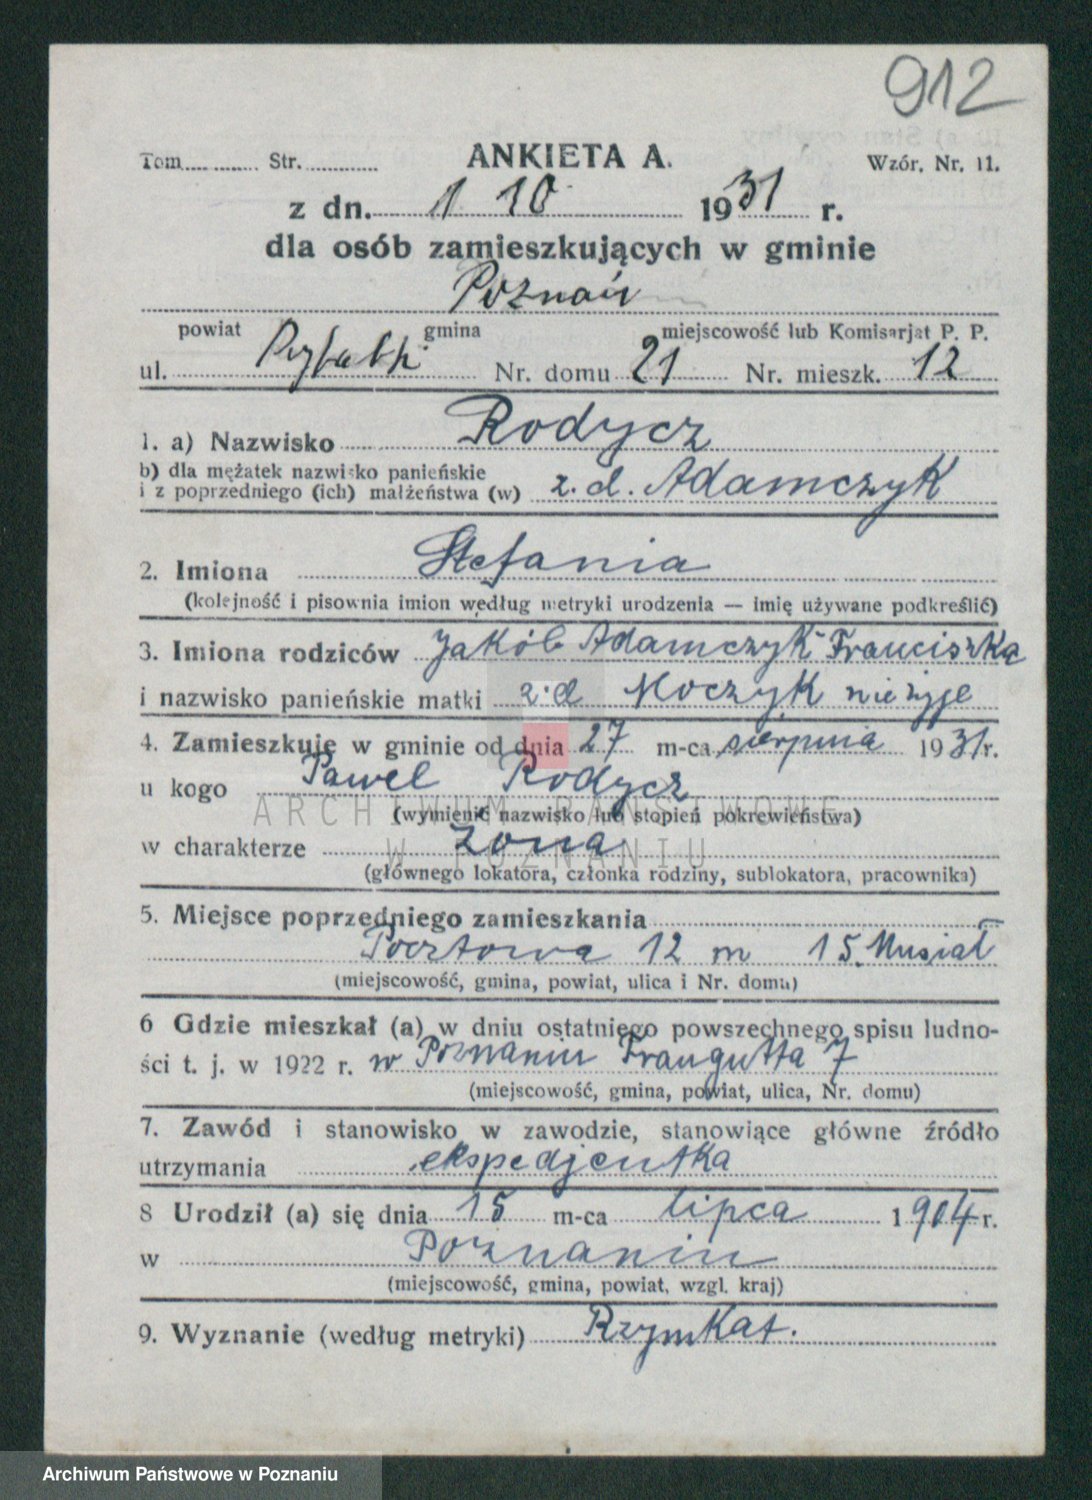 912
Tom............ Str. ............ ANKIETA A. Wzór. Nr. 11.
z dn. 1 10 1931 r.
dla osób zamieszkujących w gminie
Poznań
powiat gmina miejscowość lub Komisarjat P. P.
ul. Nr. domu 21 Nr. mieszk. 12
1. a) Nazwisko Rodycz
b) dla mężatek nazwisko panieńskie
i z poprzedniego (ich) małżeństwa (w) z. d. Adamczyk
2. Imiona Stefania
(kolejność i pisownia imion według metryki urodzenia — imię używane podkreślić)
3. Imiona rodziców Jakób Adamczyk - Franciszka
i nazwisko panieńskie matki z. d Moczyk nie żyje
4. Zamieszkuje w gminie od dnia 27 m-ca sierpnia 1931 r.
u kogo Paweł Rodycz
ARCHIWUM PAŃSTWOWE
(wymienić nazwisko lub stopień pokrewieństwa)
w charakterze żona
W POZNANIU
(głównego lokatora, członka rodziny, sublokatora, pracownika)
5. Miejsce poprzedniego zamieszkania
Pocztowa 12 m 15. Musiał
(miejscowość, gmina, powiat, ulica i Nr. domu)
6 Gdzie mieszkał (a) w dniu ostatniego powszechnego spisu ludno-
ści t. j. w 1922 r. w Poznaniu Traugutta 7
(miejscowość, gmina, powiat, ulica, Nr. domu)
7. Zawód i stanowisko w zawodzie, stanowiące główne źródło
utrzymania ekspedjentka
8 Urodził (a) się dnia 15 m-ca lipca 1904 r.
w Poznaniu
(miejscowość, gmina, powiat, wzgl. kraj)
9. Wyznanie (według metryki) Rzym Kat.
Archiwum Państwowe w Poznaniu